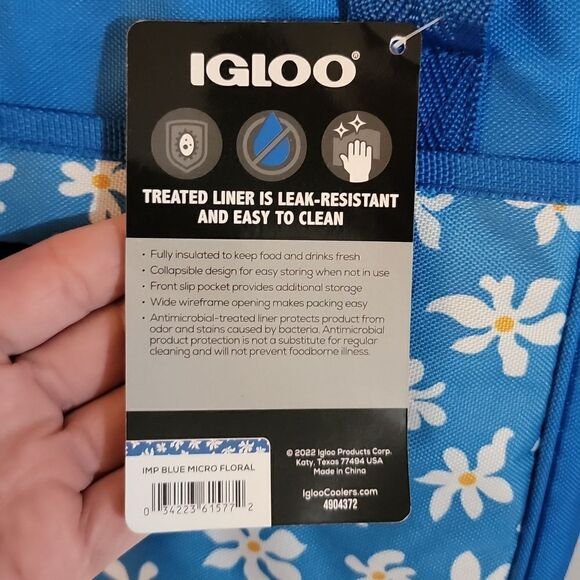 IGLOO®
TREATED LINER IS LEAK-RESISTANT
AND EASY TO CLEAN
• Fully insulated to keep food and drinks fresh
• Collapsible design for easy storing when not in use
• Front slip pocket provides additional storage
• Wide wireframe opening makes packing easy
• Antimicrobial-treated liner protects product from
odor and stains caused by bacteria. Antimicrobial
product protection is not a substitute for regular
cleaning and will not prevent foodborne illness.
IMP BLUE MICRO FLORAL
0 34223 61577 2
© 2022 Igloo Products Corp.
Katy, Texas 77494 USA
Made in China
IglooCoolers.com
4904372